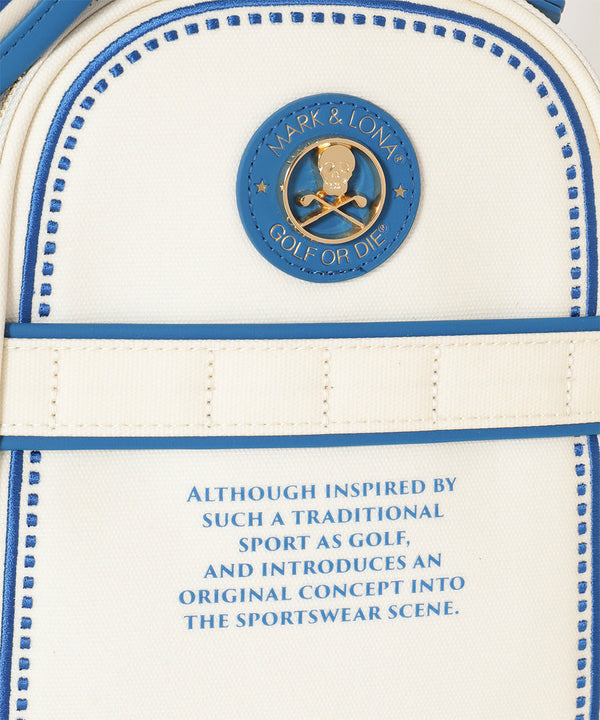 MARK & LONA®
GOLF OR DIE®
ALTHOUGH INSPIRED BY
SUCH A TRADITIONAL
SPORT AS GOLF,
AND INTRODUCES AN
ORIGINAL CONCEPT INTO
THE SPORTSWEAR SCENE.